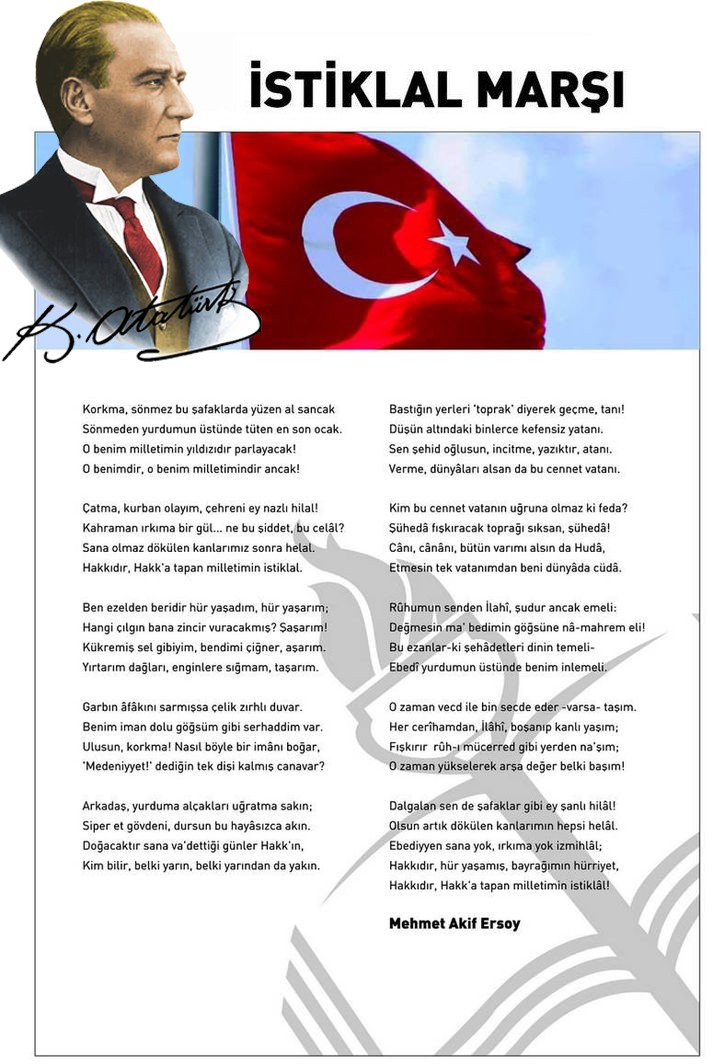 İSTİKLAL MARŞI
K. Atatürk
Korkma, sönmez bu şafaklarda yüzen al sancak
Sönmeden yurdumun üstünde tüten en son ocak.
O benim milletimin yıldızıdır parlayacak!
O benimdir, o benim milletimindir ancak!
Çatma, kurban olayım, çehreni ey nazlı hilal!
Kahraman ırkıma bir gül... ne bu şiddet, bu celâl?
Sana olmaz dökülen kanlarımız sonra helal.
Hakkıdır, Hakk'a tapan milletimin istiklal.
Ben ezelden beridir hür yaşadım, hür yaşarım;
Hangi çılgın bana zincir vuracakmış? Şaşarım!
Kükremiş sel gibiyim, bendimi çiğner, aşarım.
Yırtarım dağları, enginlere sığmam, taşarım.
Garbın âfâkını sarmışsa çelik zırhlı duvar.
Benim iman dolu göğsüm gibi serhaddim var.
Ulusun, korkma! Nasıl böyle bir imânı boğar,
'Medeniyyet!' dediğin tek dişi kalmış canavar?
Arkadaş, yurduma alçakları uğratma sakın;
Siper et gövdeni, dursun bu hayâsızca akın.
Doğacaktır sana va'dettiği günler Hakk'ın,
Kim bilir, belki yarın, belki yarından da yakın.
Bastığın yerleri 'toprak' diyerek geçme, tanı!
Düşün altındaki binlerce kefensiz yatanı.
Sen şehid oğlusun, incitme, yazıktır, atanı.
Verme, dünyâları alsan da bu cennet vatanı.
Kim bu cennet vatanın uğruna olmaz ki feda?
Şühedâ fışkıracak toprağı sıksan, şühedâ!
Cânı, cânânı, bütün varımı alsın da Hudâ,
Etmesin tek vatanımdan beni dünyâda cüdâ.
Rûhumun senden İlahî, şudur ancak emeli:
Değmesin ma' bedimin göğsüne nâ-mahrem eli!
Bu ezanlar-ki şehâdetleri dinin temeli-
Ebedî yurdumun üstünde benim inlemeli.
O zaman vecd ile bin secde eder -varsa- taşım.
Her cerîhamdan, İlâhî, boşanıp kanlı yaşım;
Fışkırır rûh-ı mücerred gibi yerden na'şım;
O zaman yükselerek arşa değer belki başım!
Dalgalan sen de şafaklar gibi ey şanlı hilâl!
Olsun artık dökülen kanlarımın hepsi helâl.
Ebediyyen sana yok, ırkıma yok izmihlâl;
Hakkıdır, hür yaşamış, bayrağımın hürriyet,
Hakkıdır, Hakk'a tapan milletimin istiklâl!
Mehmet Akif Ersoy